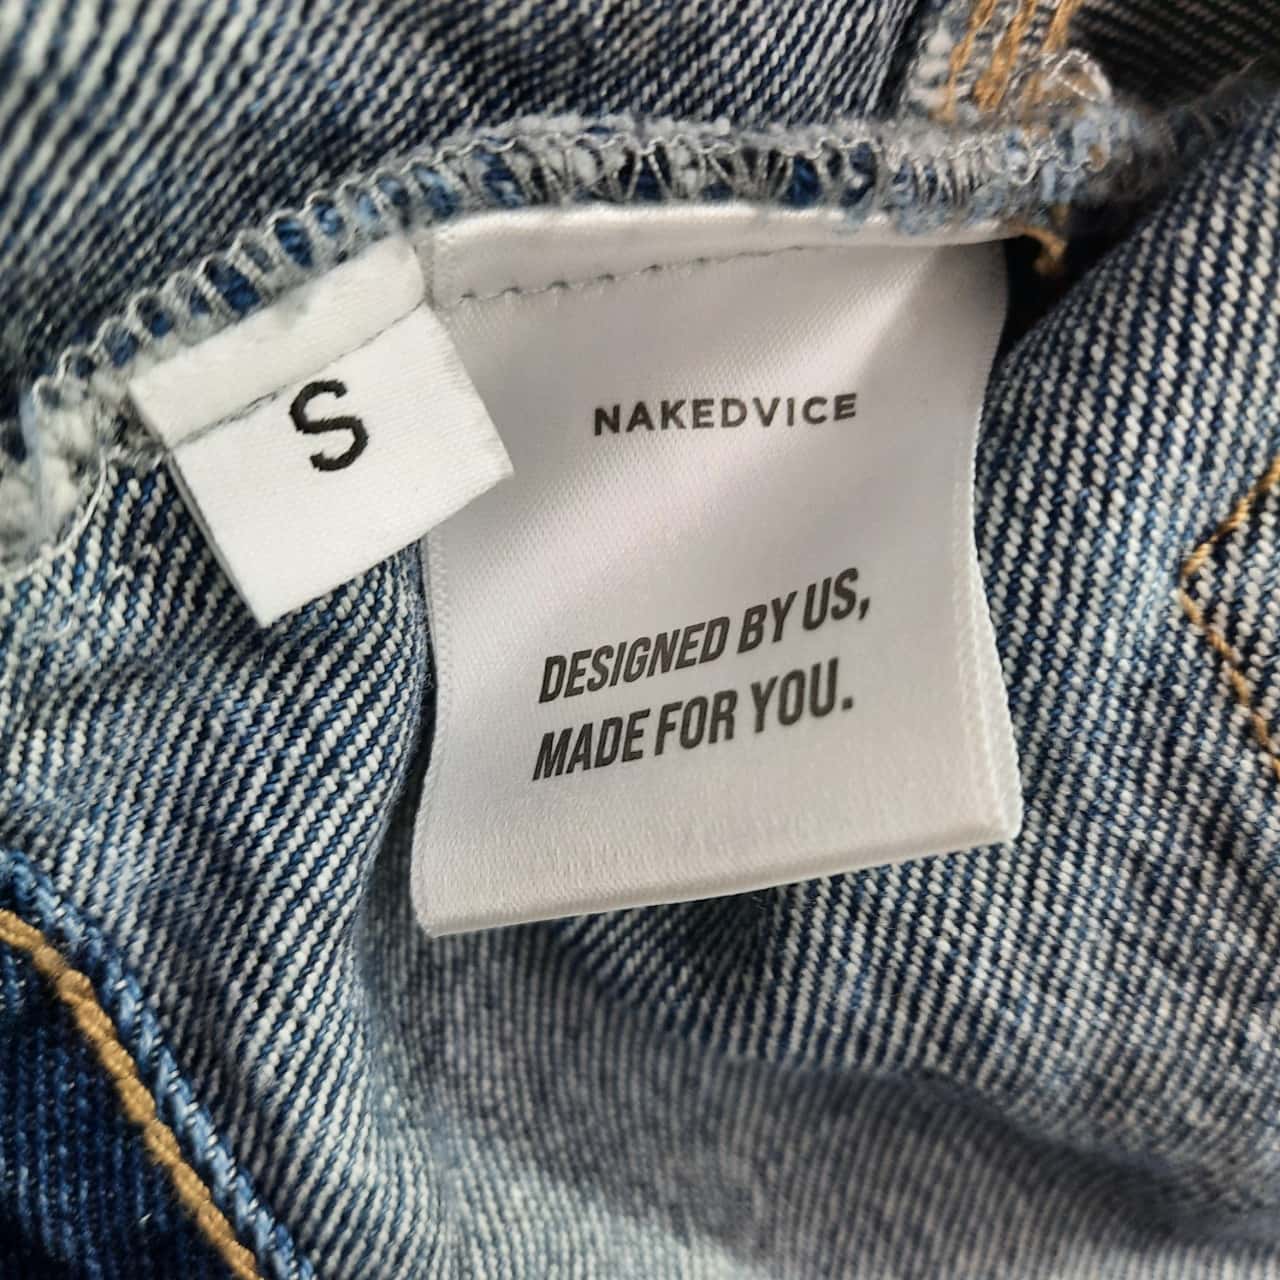 S
NAKEDVICE
DESIGNED BY US,
MADE FOR YOU.